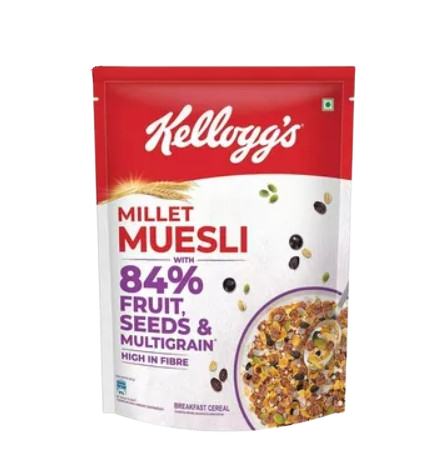 Kellogg's
MILLET
MUESLI
WITH
84%
FRUIT,
SEEDS &
MULTIGRAIN*
HIGH IN FIBRE
BREAKFAST CEREAL